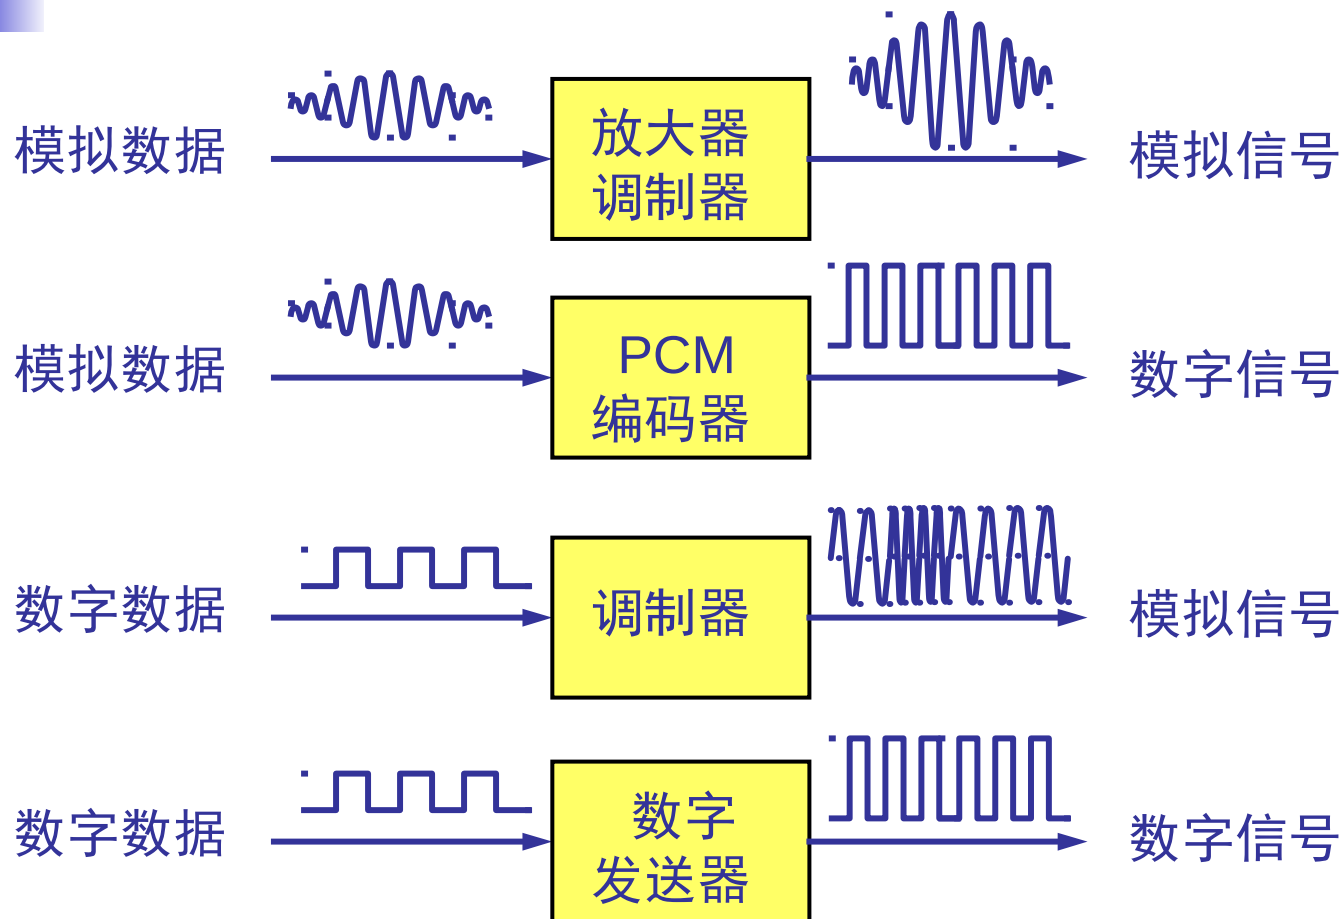 模拟数据
放大器
调制器
模拟信号
模拟数据
PCM
编码器
数字信号
数字数据
调制器
模拟信号
数字数据
数字
发送器
数字信号